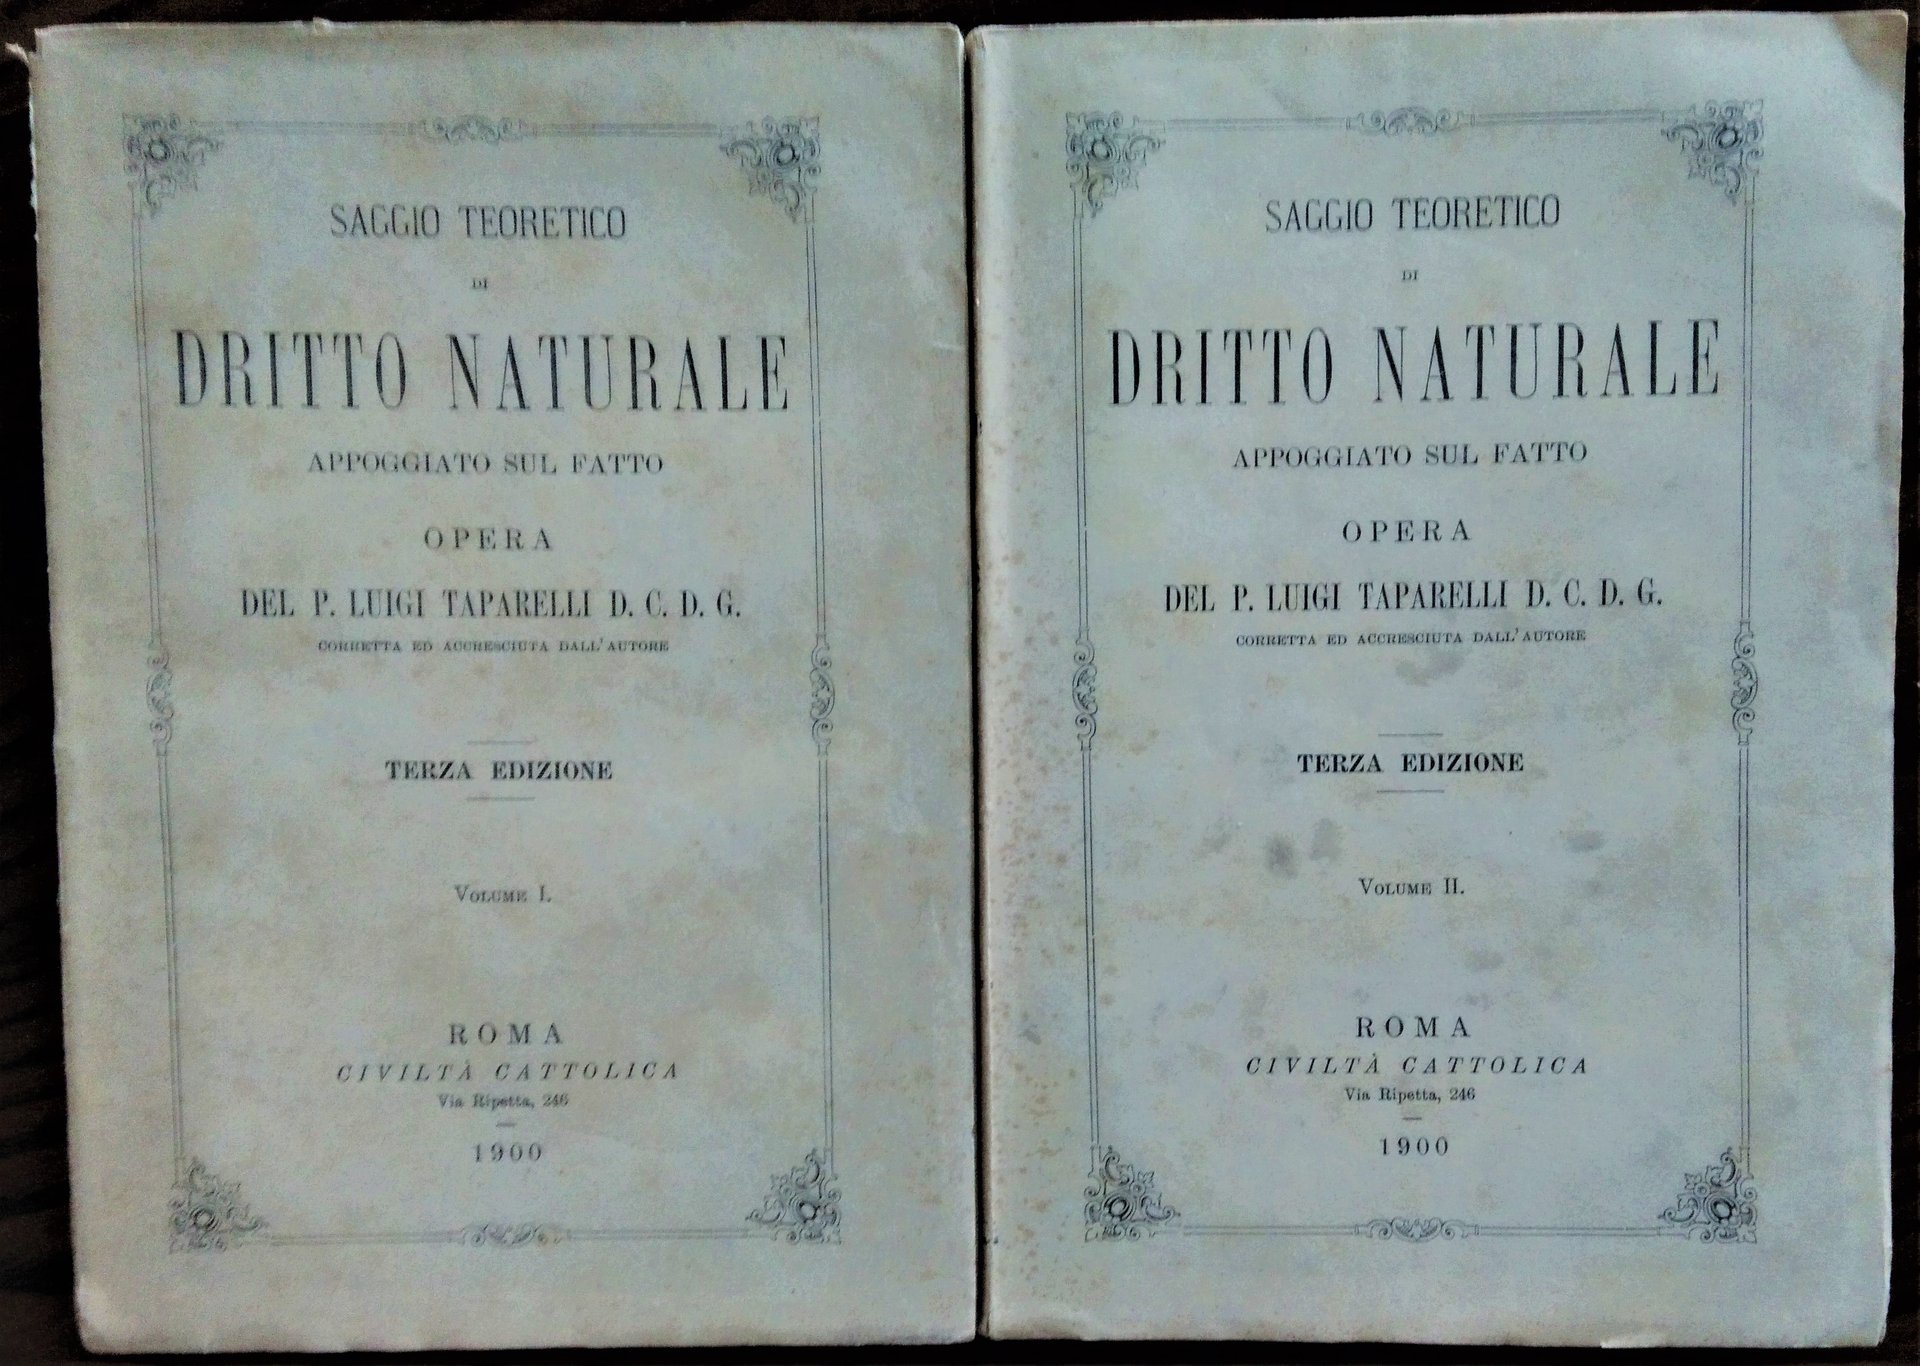 SAGGIO TEORETICO
DI
DRITTO NATURALE
APPOGGIATO SUL FATTO
OPERA
DEL P. LUIGI TAPARELLI D. C. D. G.
CORRETTA ED ACCRESCIUTA DALL'AUTORE
TERZA EDIZIONE
VOLUME I.
ROMA
CIVILTÀ CATTOLICA
Via Ripetta, 246
1900
SAGGIO TEORETICO
DI
DRITTO NATURALE
APPOGGIATO SUL FATTO
OPERA
DEL P. LUIGI TAPARELLI D. C. D. G.
CORRETTA ED ACCRESCIUTA DALL'AUTORE
TERZA EDIZIONE
VOLUME II.
ROMA
CIVILTÀ CATTOLICA
Via Ripetta, 246
1900